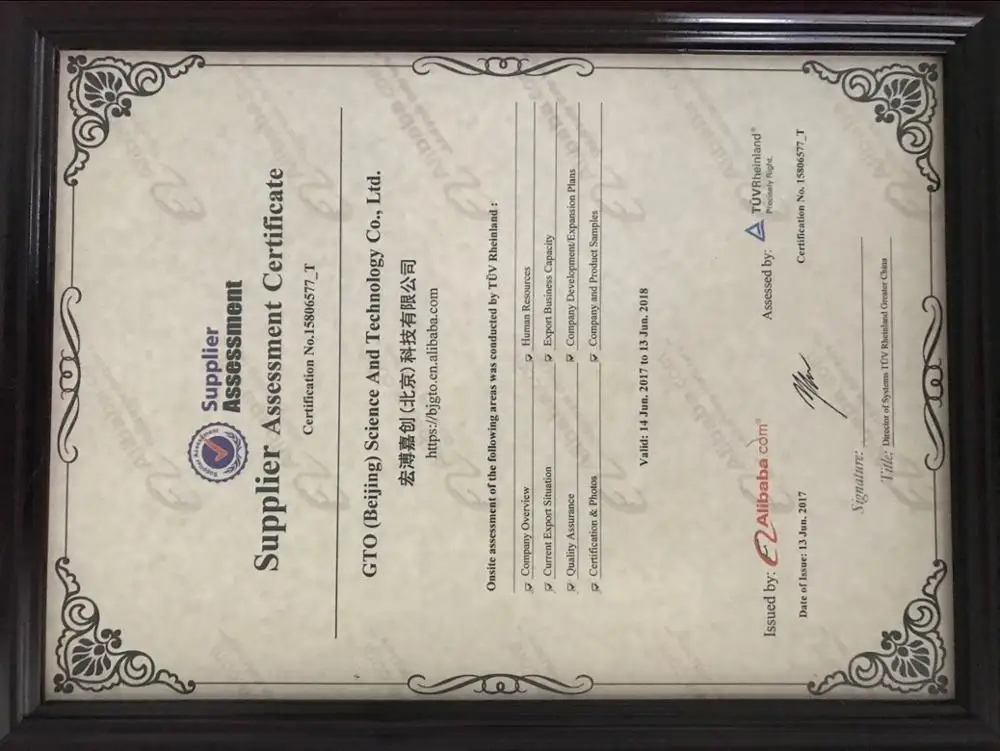 Supplier
Assessment
Supplier Assessment Certificate
Certification No.15806577_T
GTO (Beijing) Science And Technology Co., Ltd.
宏溥嘉创(北京)科技有限公司
https://bjgto.en.alibaba.com
Onsite assessment of the following areas was conducted by TÜV Rheinland :
Company Overview Human Resources
Current Export Situation Export Business Capacity
Quality Assurance Company Development/Expansion Plans
Certification & Photos Company and Product Samples
Valid: 14 Jun. 2017 to 13 Jun. 2018
Issued by: Alibaba.com® Assessed by: TÜVRheinland®
Precisely Right.
Date of Issue: 13 Jun. 2017 Certification No. 15806577_T
Signature:
Title: Director of Systems TÜV Rheinland Greater China